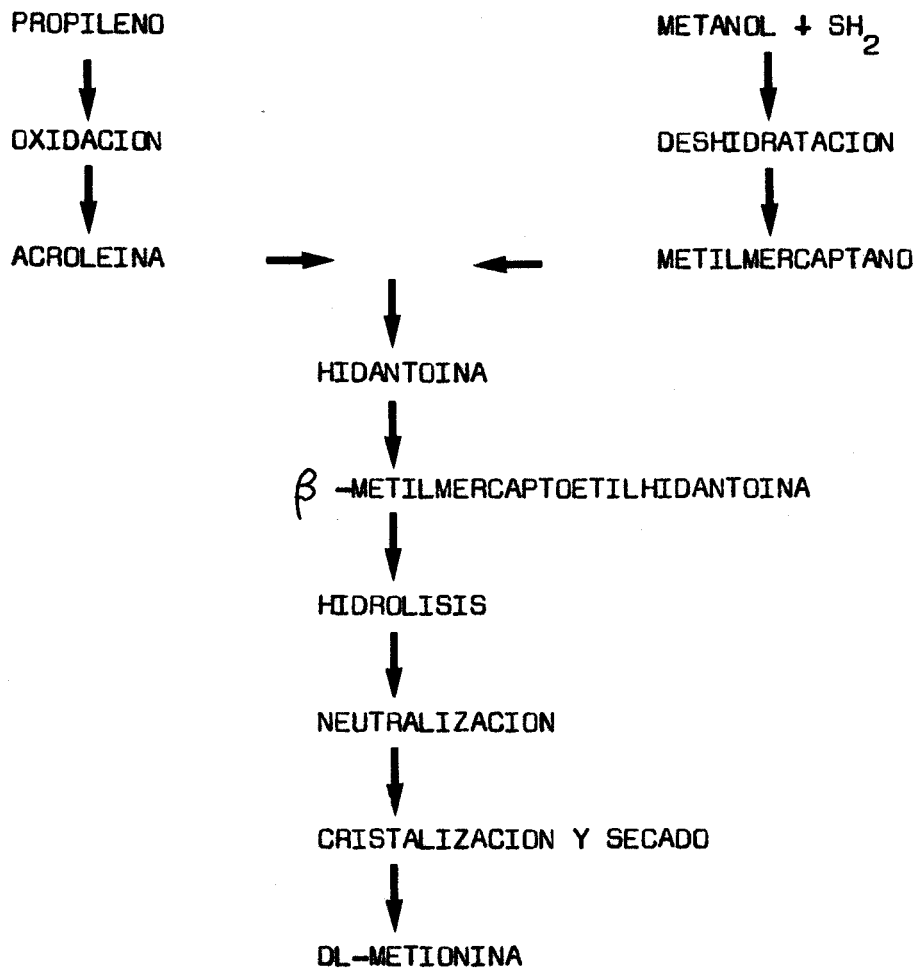 PROPILENO
METANOL + SH2
OXIDACION
DESHIDRATACION
ACROLEINA
METILMERCAPTANO
HIDANTOINA
β -METILMERCAPTOETILHIDANTOINA
HIDROLISIS
NEUTRALIZACION
CRISTALIZACION Y SECADO
DL-METIONINA